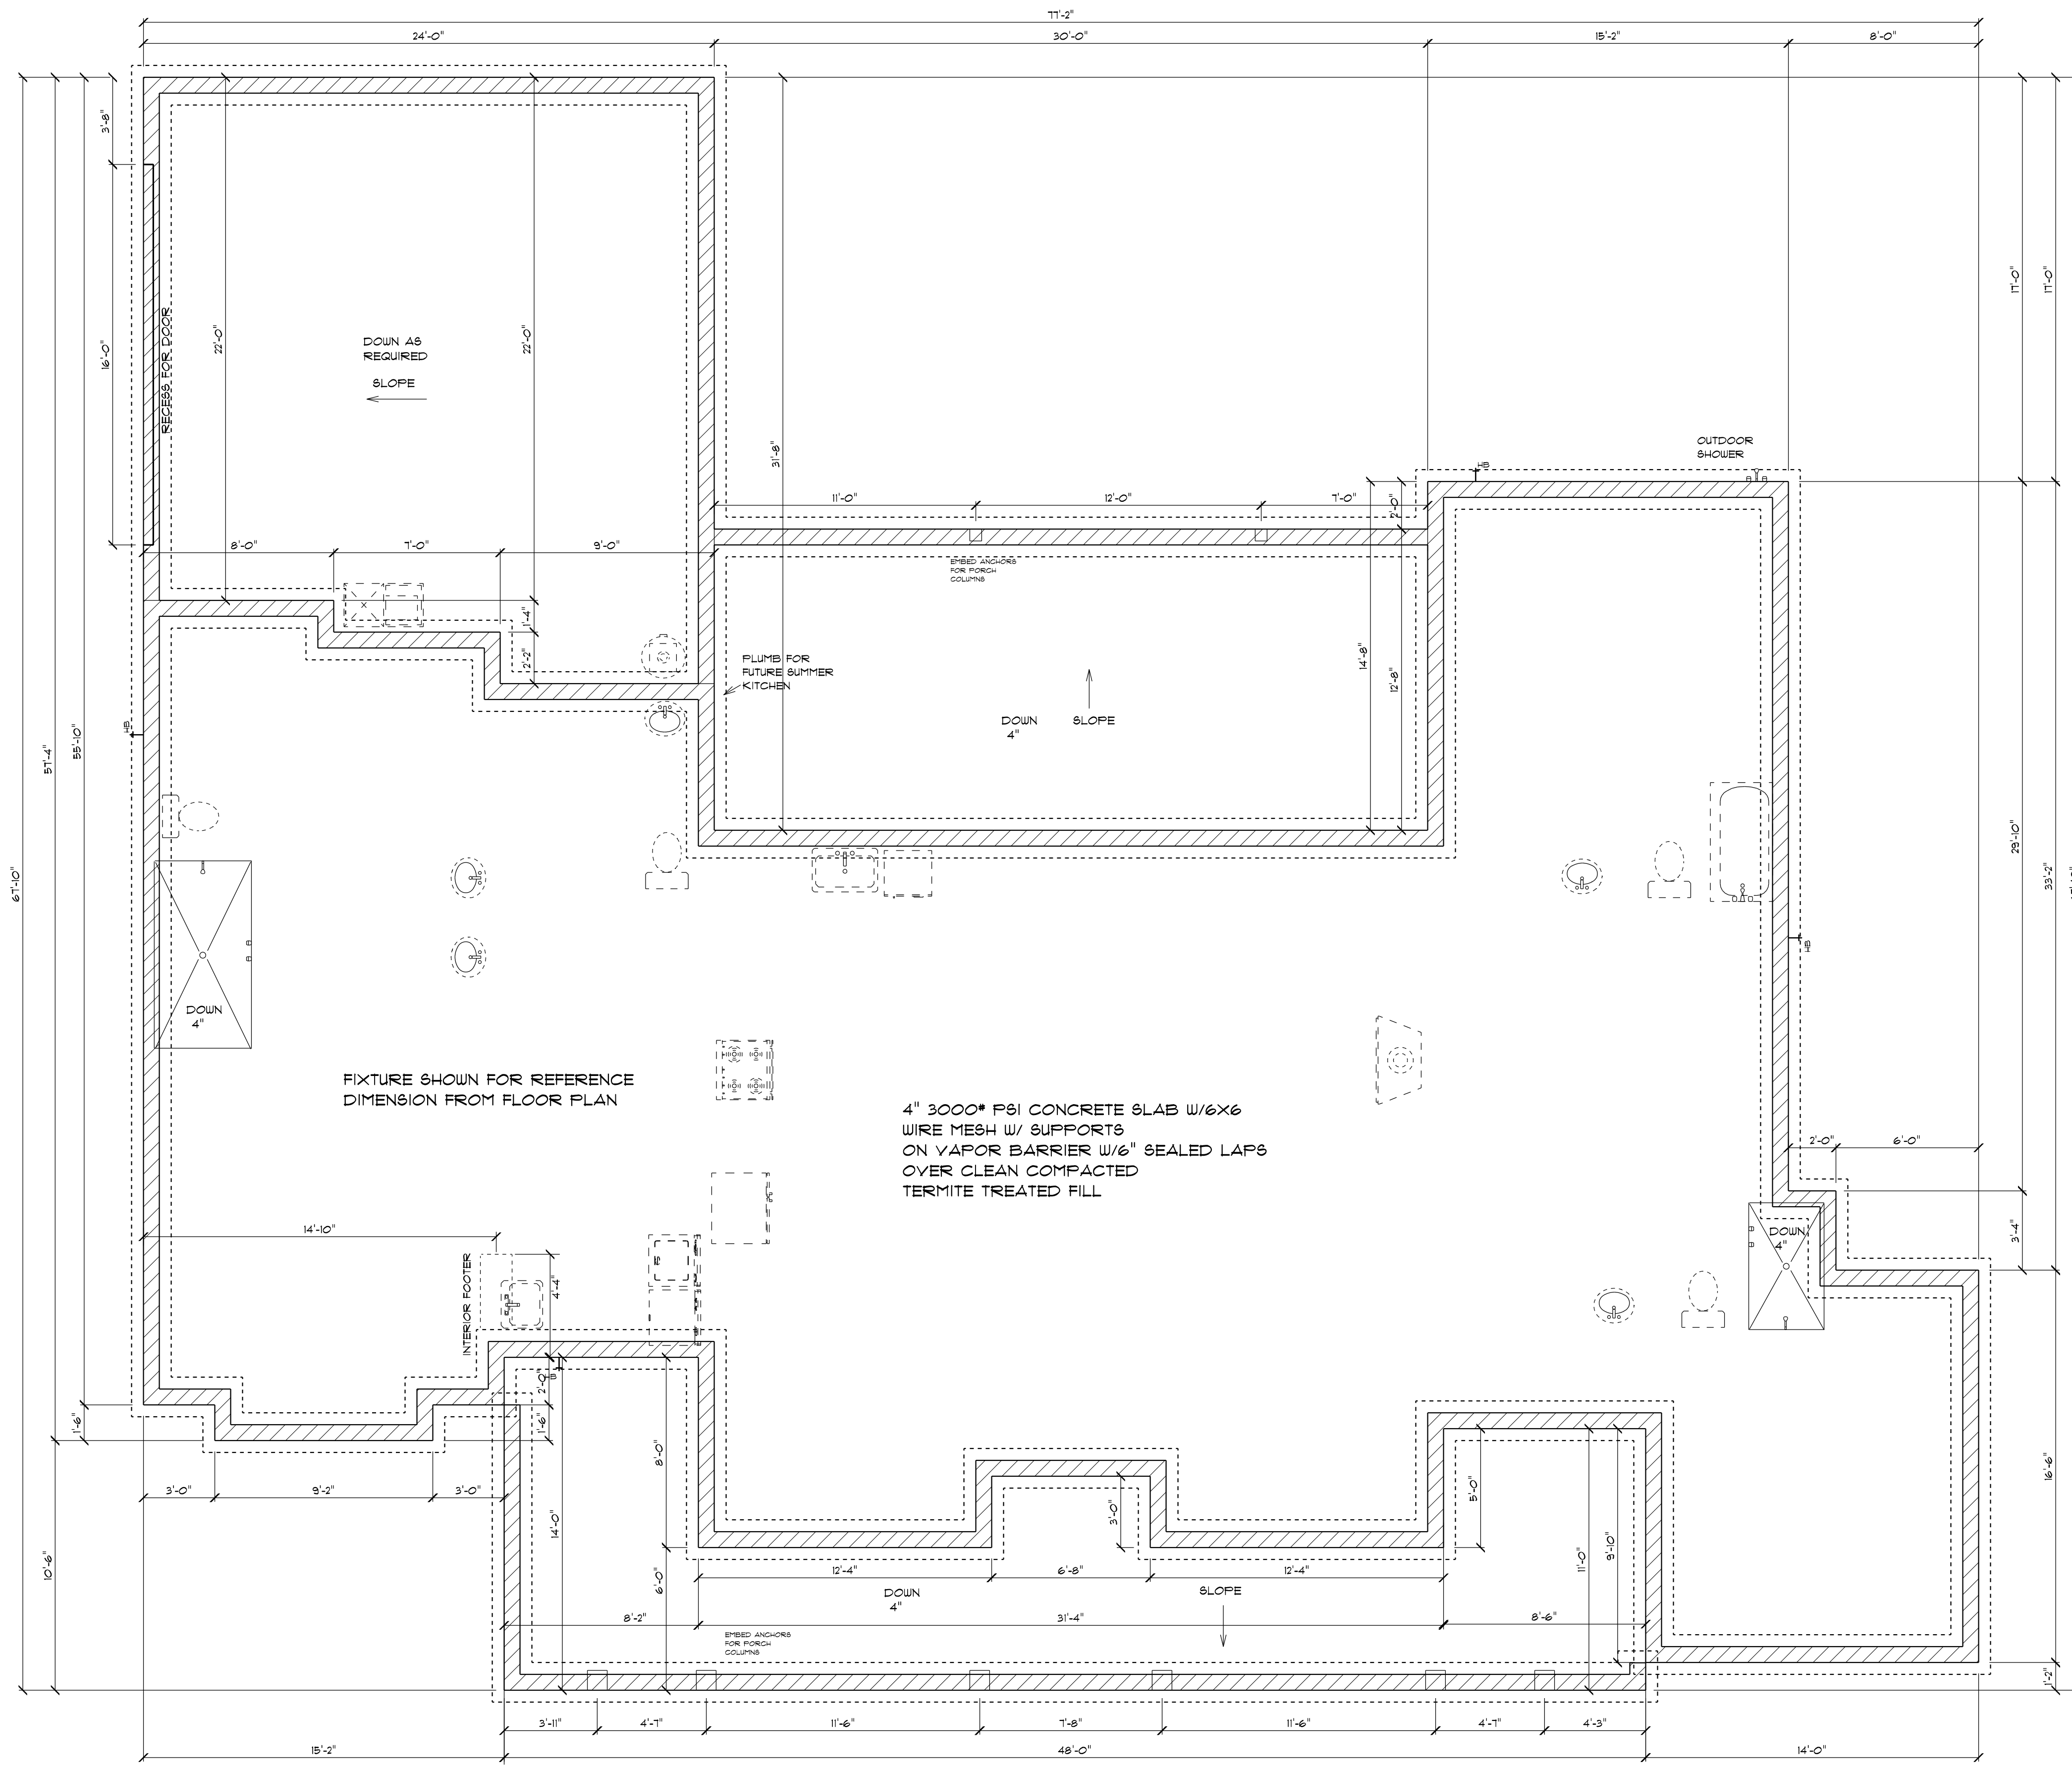 77'-2"
24'-0"
30'-0"
15'-2"
8'-0"
3'-8"
16'-0"
RECESS FOR DOOR
22'-0"
22'-0"
DOWN AS
REQUIRED
SLOPE
31'-8"
17'-0"
17'-0"
OUTDOOR
SHOWER
HB
11'-0"
12'-0"
7'-0"
2'-0"
8'-0"
7'-0"
9'-0"
EMBED ANCHORS
FOR PORCH
COLUMNS
1'-4"
2'-2"
PLUMB FOR
FUTURE SUMMER
KITCHEN
14'-8"
12'-8"
DOWN
4"
SLOPE
HB
67'-10"
57'-4"
55'-10"
29'-10"
33'-2"
HB
DOWN
4"
FIXTURE SHOWN FOR REFERENCE
DIMENSION FROM FLOOR PLAN
4" 3000# PSI CONCRETE SLAB W/6X6
WIRE MESH W/ SUPPORTS
ON VAPOR BARRIER W/6" SEALED LAPS
OVER CLEAN COMPACTED
TERMITE TREATED FILL
2'-0"
6'-0"
DOWN
4"
3'-4"
14'-10"
INTERIOR FOOTER
4'-4"
HB
2'-0"
1'-6"
1'-6"
3'-0"
9'-2"
3'-0"
8'-0"
14'-0"
10'-6"
6'-0"
3'-0"
5'-0"
11'-0"
9'-10"
16'-6"
12'-4"
6'-8"
12'-4"
DOWN
4"
SLOPE
8'-2"
31'-4"
8'-6"
EMBED ANCHORS
FOR PORCH
COLUMNS
1'-2"
3'-11"
4'-7"
11'-6"
7'-8"
11'-6"
4'-7"
4'-3"
15'-2"
48'-0"
14'-0"